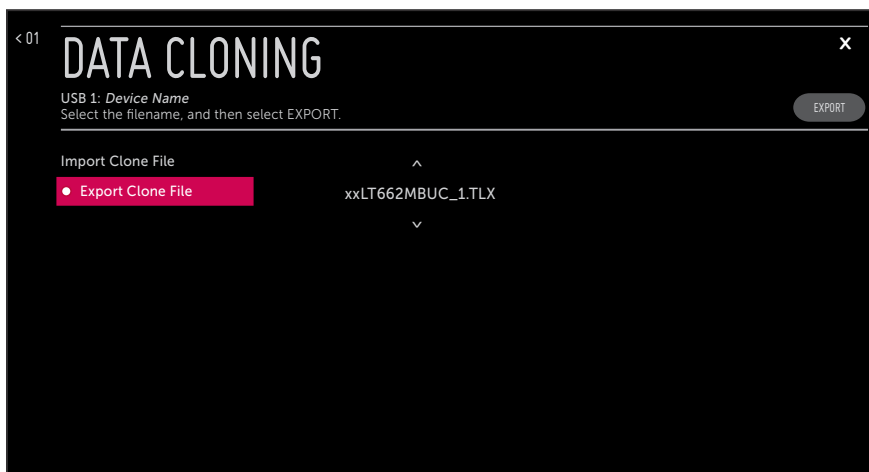 < 01
DATA CLONING
X
USB 1: Device Name
Select the filename, and then select EXPORT.
EXPORT
Import Clone File
Export Clone File
xxLT662MBUC_1.TLX